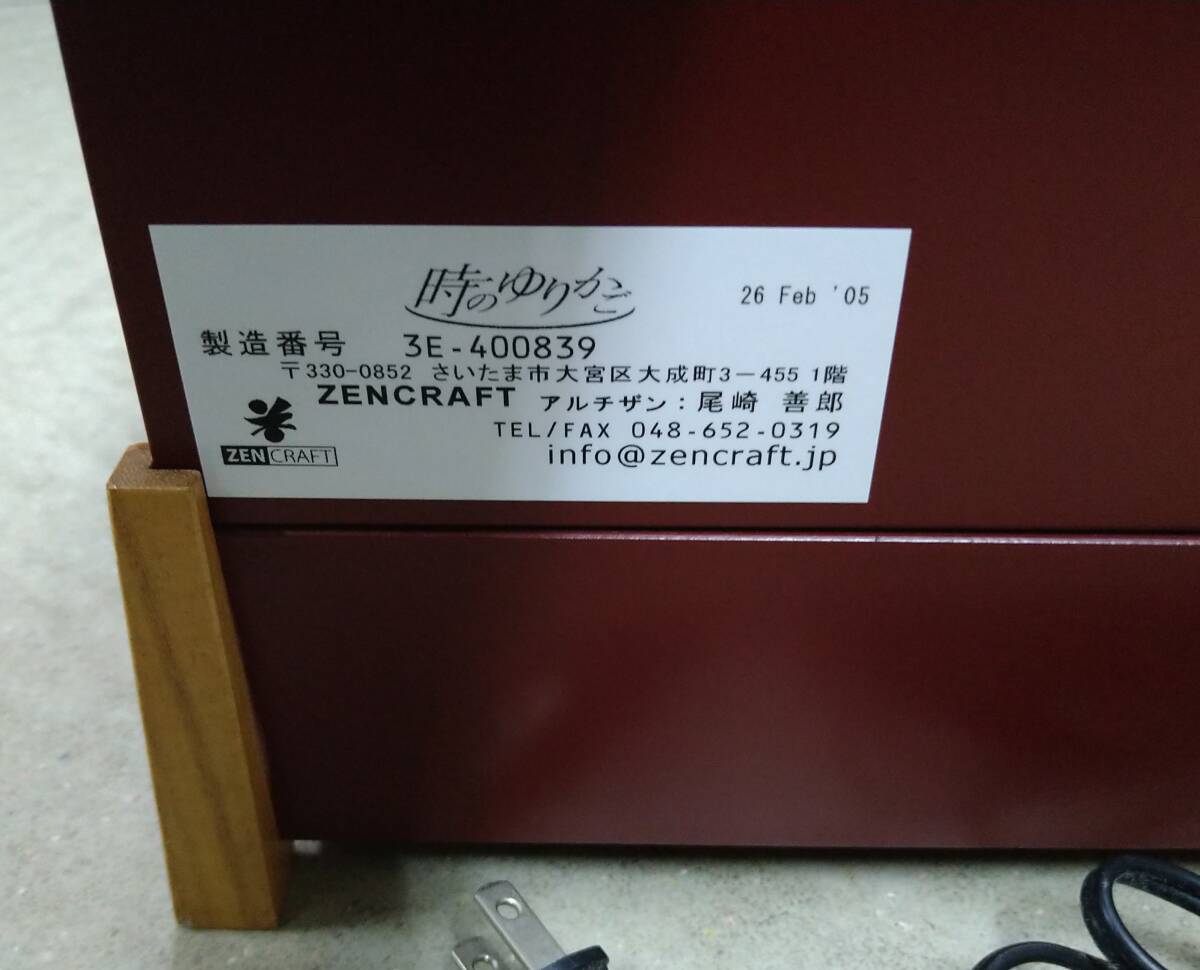 時のゆりかご
26 Feb '05
製造番号 3E-400839
〒330-0852 さいたま市大宮区大成町3-455 1階
ZENCRAFT アルチザン:尾崎 善郎
TEL/FAX 048-652-0319
info@zencraft.jp
ZENCRAFT